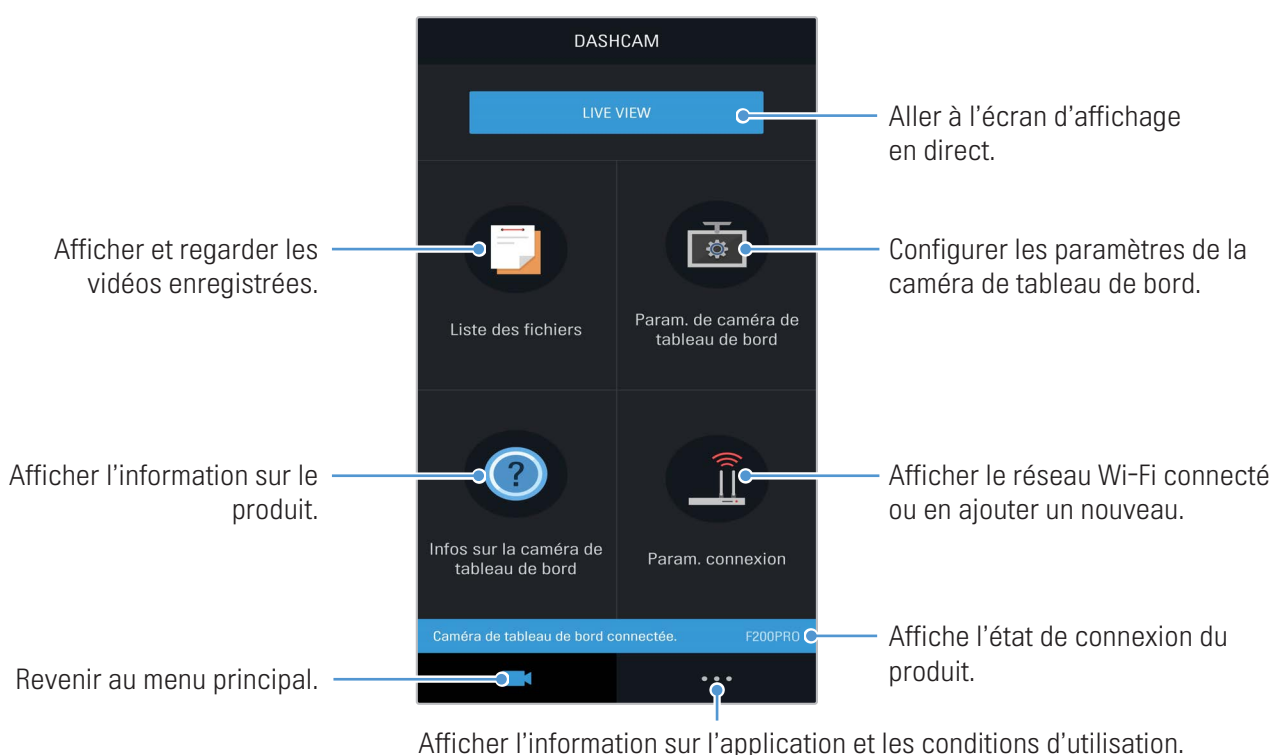 DASHCAM
LIVE VIEW
Aller à l'écran d'affichage
en direct.
Afficher et regarder les
vidéos enregistrées.
Liste des fichiers
Param. de caméra de
tableau de bord
Configurer les paramètres de la
caméra de tableau de bord.
Afficher l'information sur le
produit.
?
Infos sur la caméra de
tableau de bord
Param. connexion
Afficher le réseau Wi-Fi connecté
ou en ajouter un nouveau.
Caméra de tableau de bord connectée.
F200PRO
Affiche l'état de connexion du
produit.
Revenir au menu principal.
Afficher l'information sur l'application et les conditions d'utilisation.